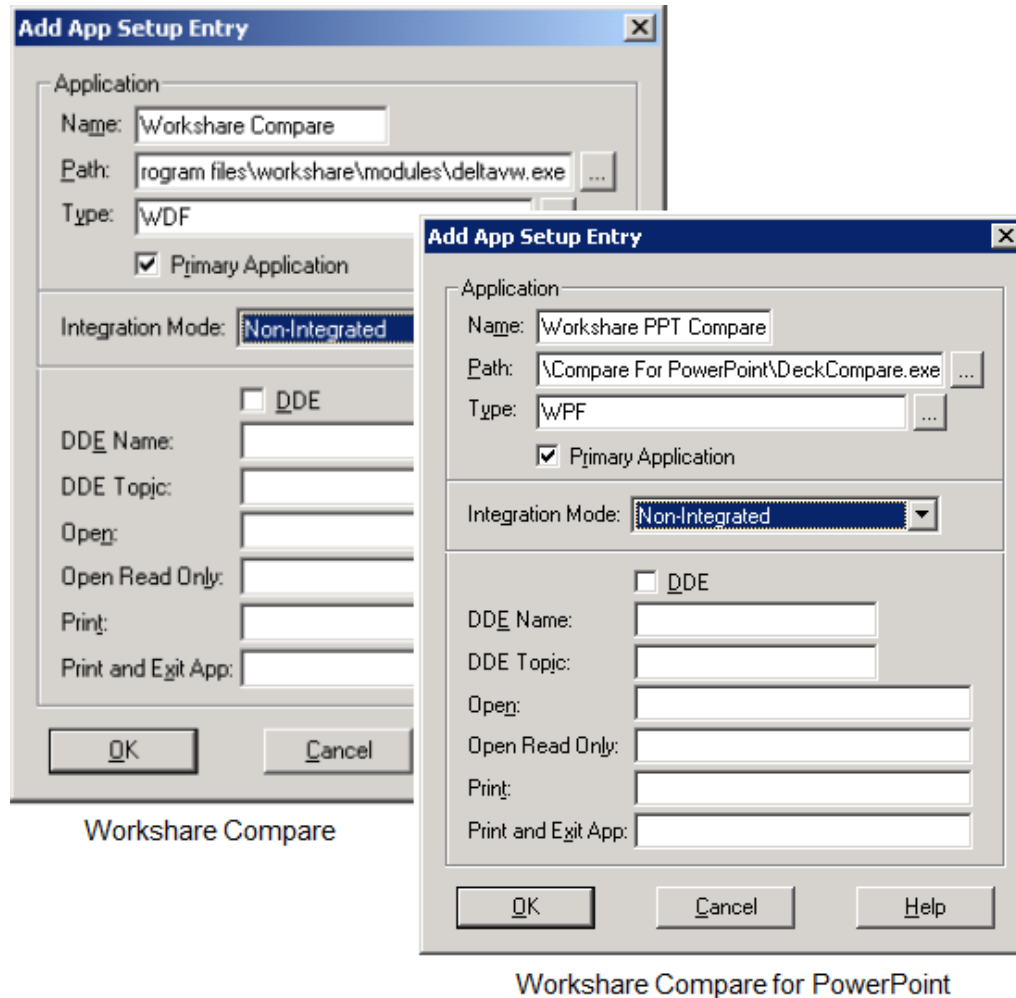 Add App Setup Entry
Application
Name: Workshare Compare
Path: rogram files\workshare\modules\deltavw.exe ...
Type: WDF
Primary Application
Integration Mode: Non-Integrated
DDE
DDE Name:
DDE Topic:
Open:
Open Read Only:
Print:
Print and Exit App:
OK Cancel
Workshare Compare
Add App Setup Entry
Application
Name: Workshare PPT Compare
Path: \Compare For PowerPoint\DeckCompare.exe ...
Type: WPF ...
Primary Application
Integration Mode: Non-Integrated
DDE
DDE Name:
DDE Topic:
Open:
Open Read Only:
Print:
Print and Exit App:
OK Cancel Help
Workshare Compare for PowerPoint